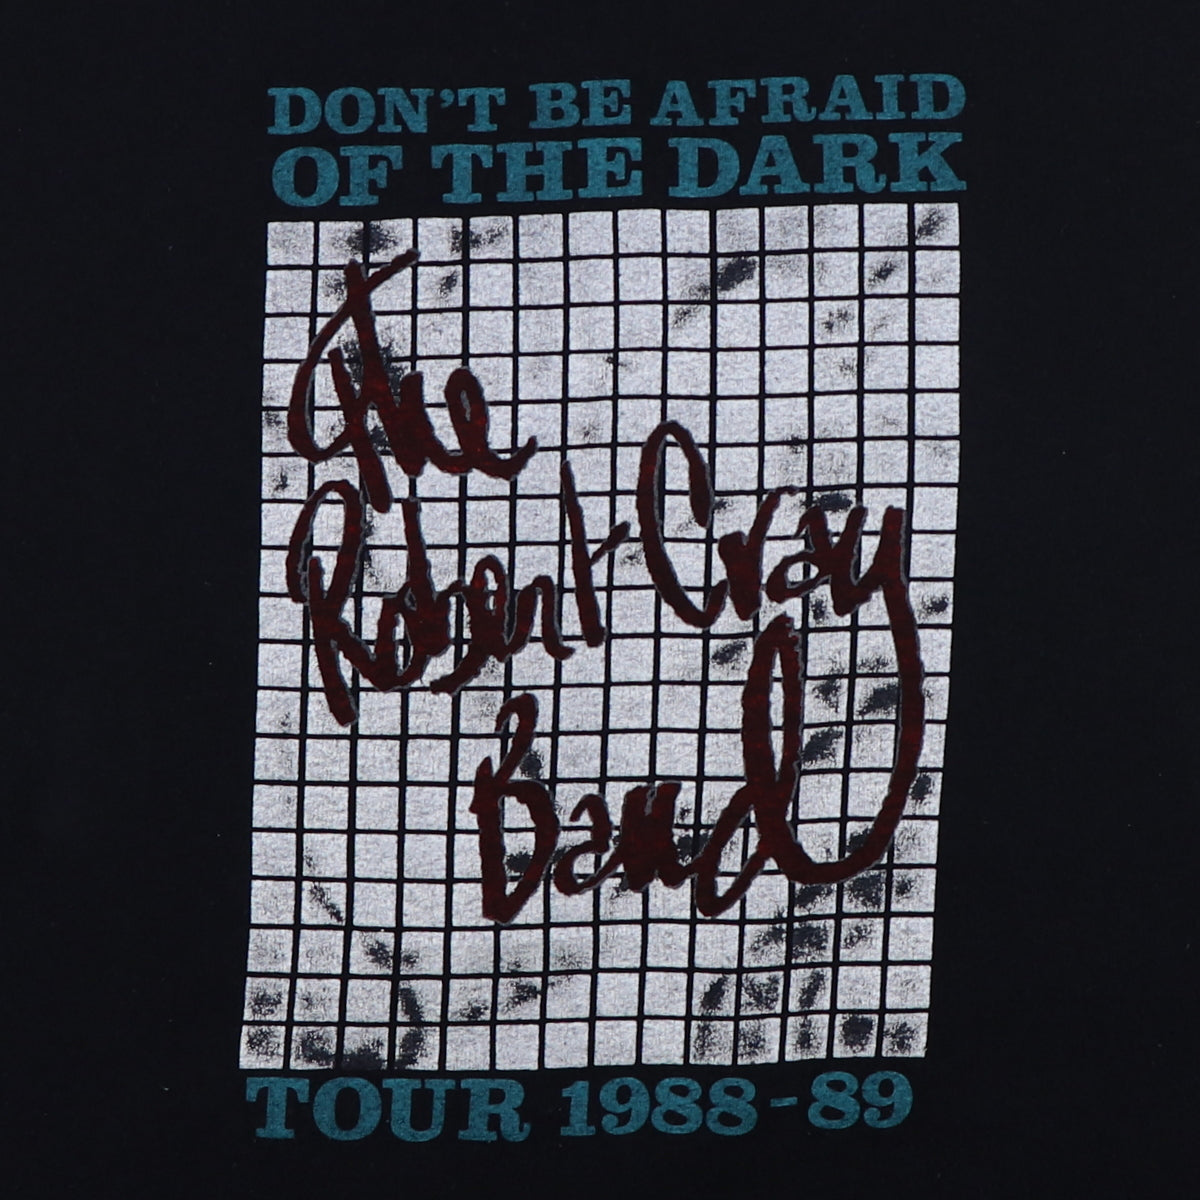 DON'T BE AFRAID
OF THE DARK
The
Robert Cray
Band
TOUR 1988-89